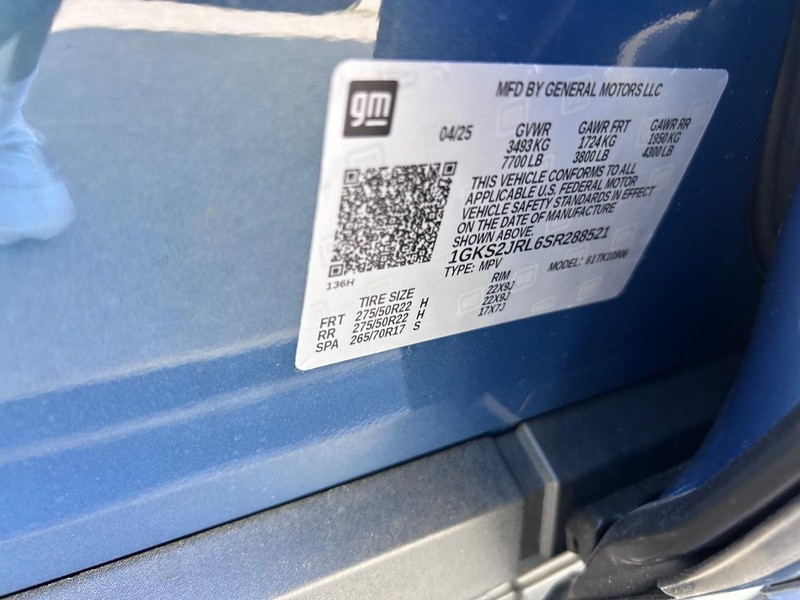 gm
MFD BY GENERAL MOTORS LLC
04/25 GVWR GAWR FRT GAWR RR
3493 KG 1724 KG 1950 KG
7700 LB 3800 LB 4300 LB
THIS VEHICLE CONFORMS TO ALL
APPLICABLE U.S. FEDERAL MOTOR
VEHICLE SAFETY STANDARDS IN EFFECT
ON THE DATE OF MANUFACTURE
SHOWN ABOVE.
1GKS2JRL6SR288521
TYPE: MPV MODEL: 61TK10906
136H
TIRE SIZE RIM
FRT 275/50R22 H 22X9J
RR 275/50R22 H 22X9J
SPA 265/70R17 S 17X7J